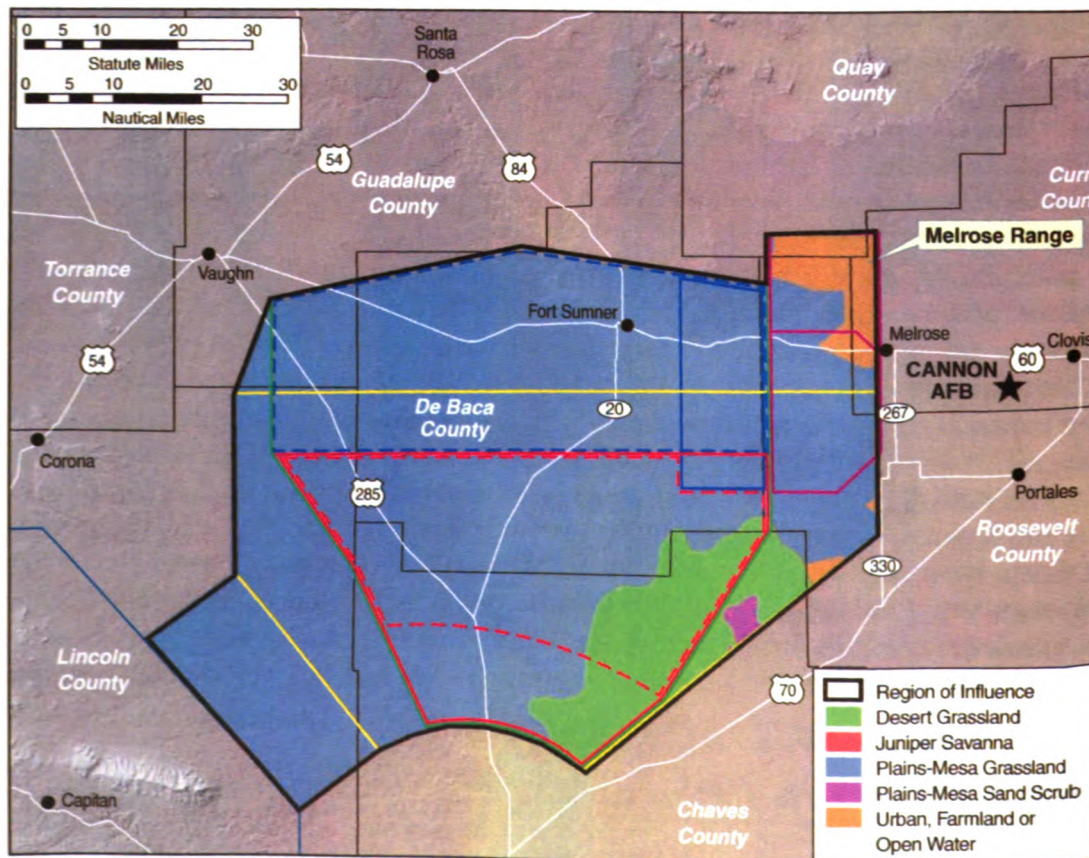 0 5 10 20 30
Statute Miles
0 5 10 20 30
Nautical Miles
Santa
Rosa
Quay
County
54
84
Guadalupe
County
Melrose Range
Torrance
County
Vaughn
Fort Sumner
Melrose
Clovis
54
60
CANNON
AFB
De Baca
County
20
267
Corona
285
Portales
Roosevelt
County
330
Lincoln
County
70
Capitan
Chaves
County
Region of Influence
Desert Grassland
Juniper Savanna
Plains-Mesa Grassland
Plains-Mesa Sand Scrub
Urban, Farmland or
Open Water